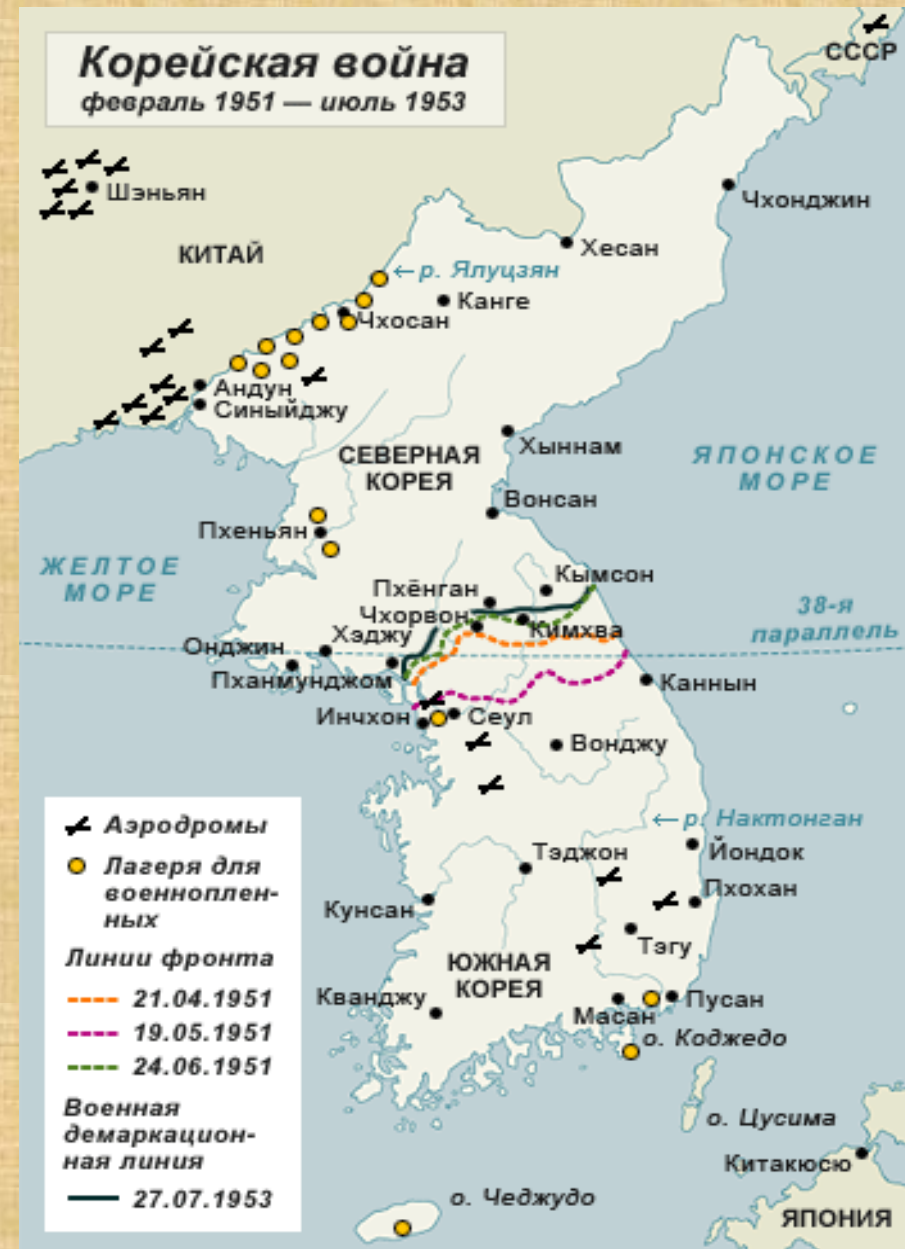 Корейская война
февраль 1951 — июль 1953
СССР
Шэньян
Чхонджин
КИТАЙ
Хесан
←р. Ялуцзян
Канге
Чхосан
Андун
Синыйджу
Хыннам
СЕВЕРНАЯ
КОРЕЯ
ЯПОНСКОЕ
МОРЕ
Вонсан
Пхеньян
ЖЕЛТОЕ
МОРЕ
Кымсон
Пхёнган
Чхорвон
38-я
параллель
Кимхва
Хэджу
Онджин
Пханмунджом
Каннын
Инчхон
Сеул
Вонджу
←р. Нактонган
Йондок
Тэджон
Пхохан
Кунсан
Тэгу
ЮЖНАЯ
КОРЕЯ
Кванджу
Масан
Пусан
о. Коджедо
о. Цусима
Китакюсю
о. Чеджудо
ЯПОНИЯ
Аэродромы
Лагеря для
военноплен-
ных
Линии фронта
21.04.1951
19.05.1951
24.06.1951
Военная
демаркацион-
ная линия
27.07.1953